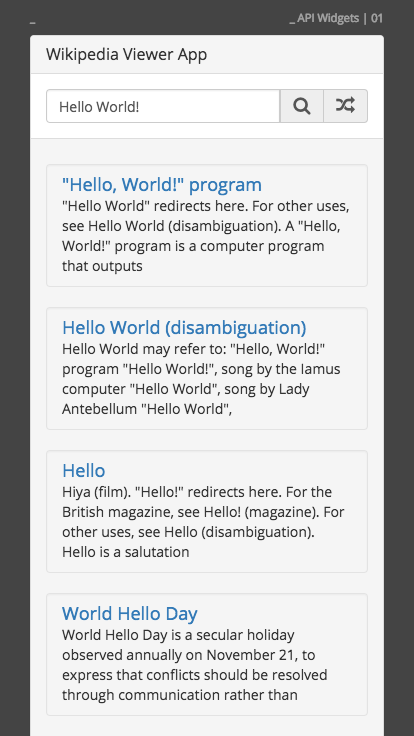 _
_ API Widgets | 01
Wikipedia Viewer App
Hello World!
"Hello, World!" program
"Hello World" redirects here. For other uses,
see Hello World (disambiguation). A "Hello,
World!" program is a computer program
that outputs
Hello World (disambiguation)
Hello World may refer to: "Hello, World!"
program "Hello World!", song by the Iamus
computer "Hello World", song by Lady
Antebellum "Hello World",
Hello
Hiya (film). "Hello!" redirects here. For the
British magazine, see Hello! (magazine). For
other uses, see Hello (disambiguation).
Hello is a salutation
World Hello Day
World Hello Day is a secular holiday
observed annually on November 21, to
express that conflicts should be resolved
through communication rather than